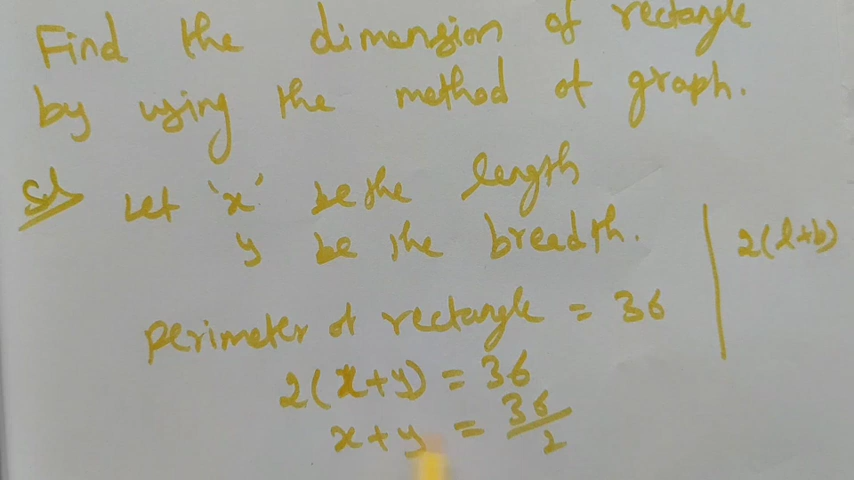 Find the dimension of rectangle
by using the method of graph.
Sol Let 'x' be the length
y be the breadth.
2(l+b)
Perimeter of rectangle = 36
2(x+y) = 36
x+y = 36/2